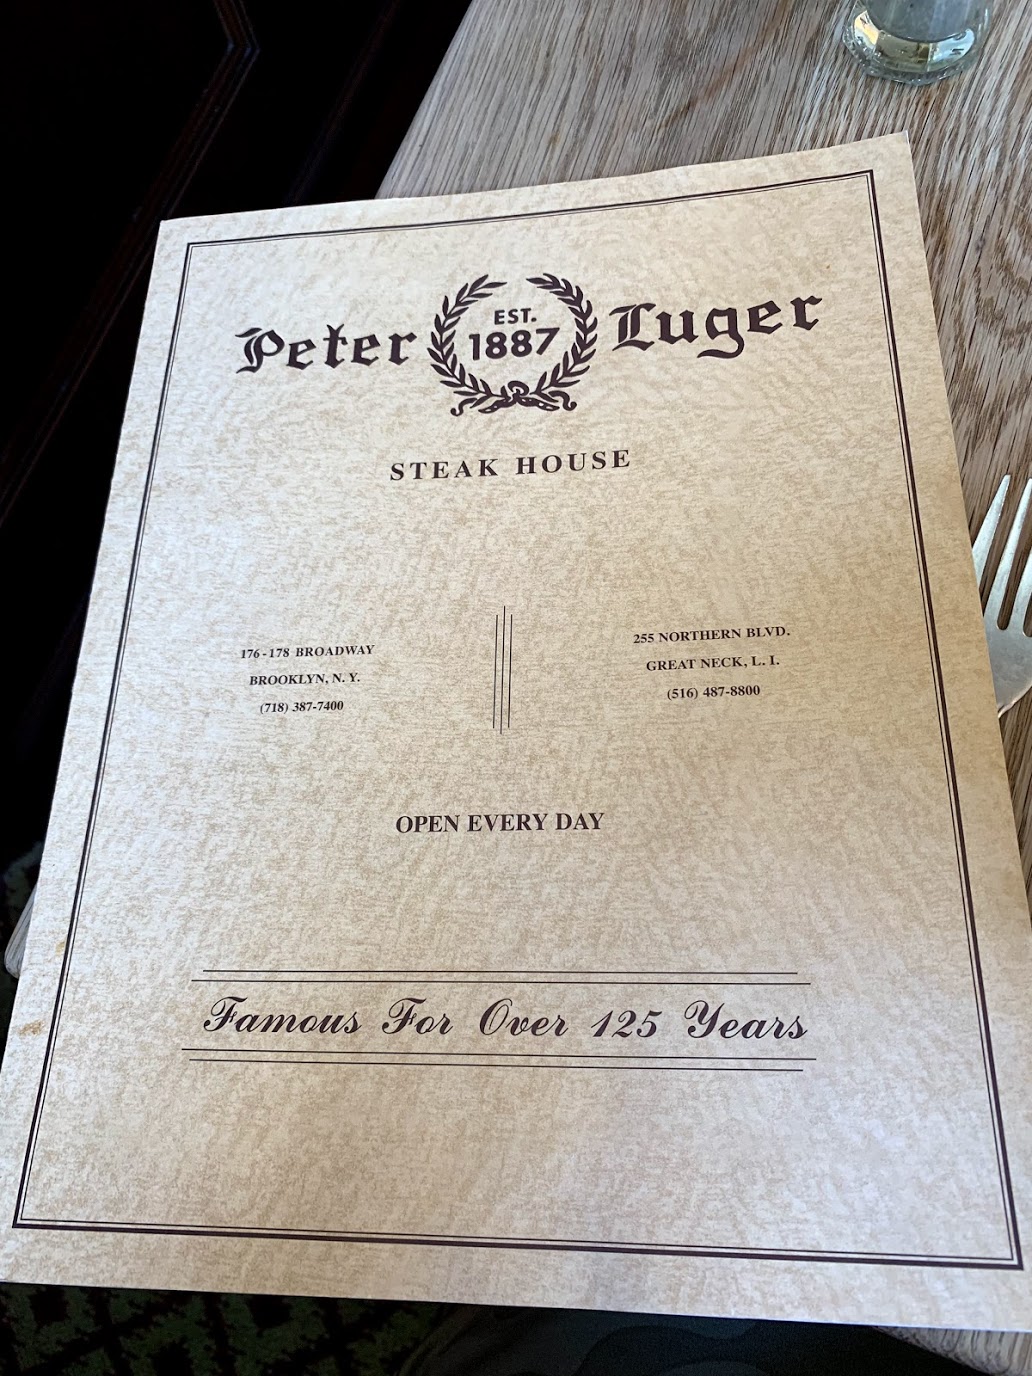 Peter EST. 1887 Luger
STEAK HOUSE
176-178 BROADWAY
BROOKLYN, N. Y.
(718) 387-7400
255 NORTHERN BLVD.
GREAT NECK, L. I.
(516) 487-8800
OPEN EVERY DAY
Famous For Over 125 Years